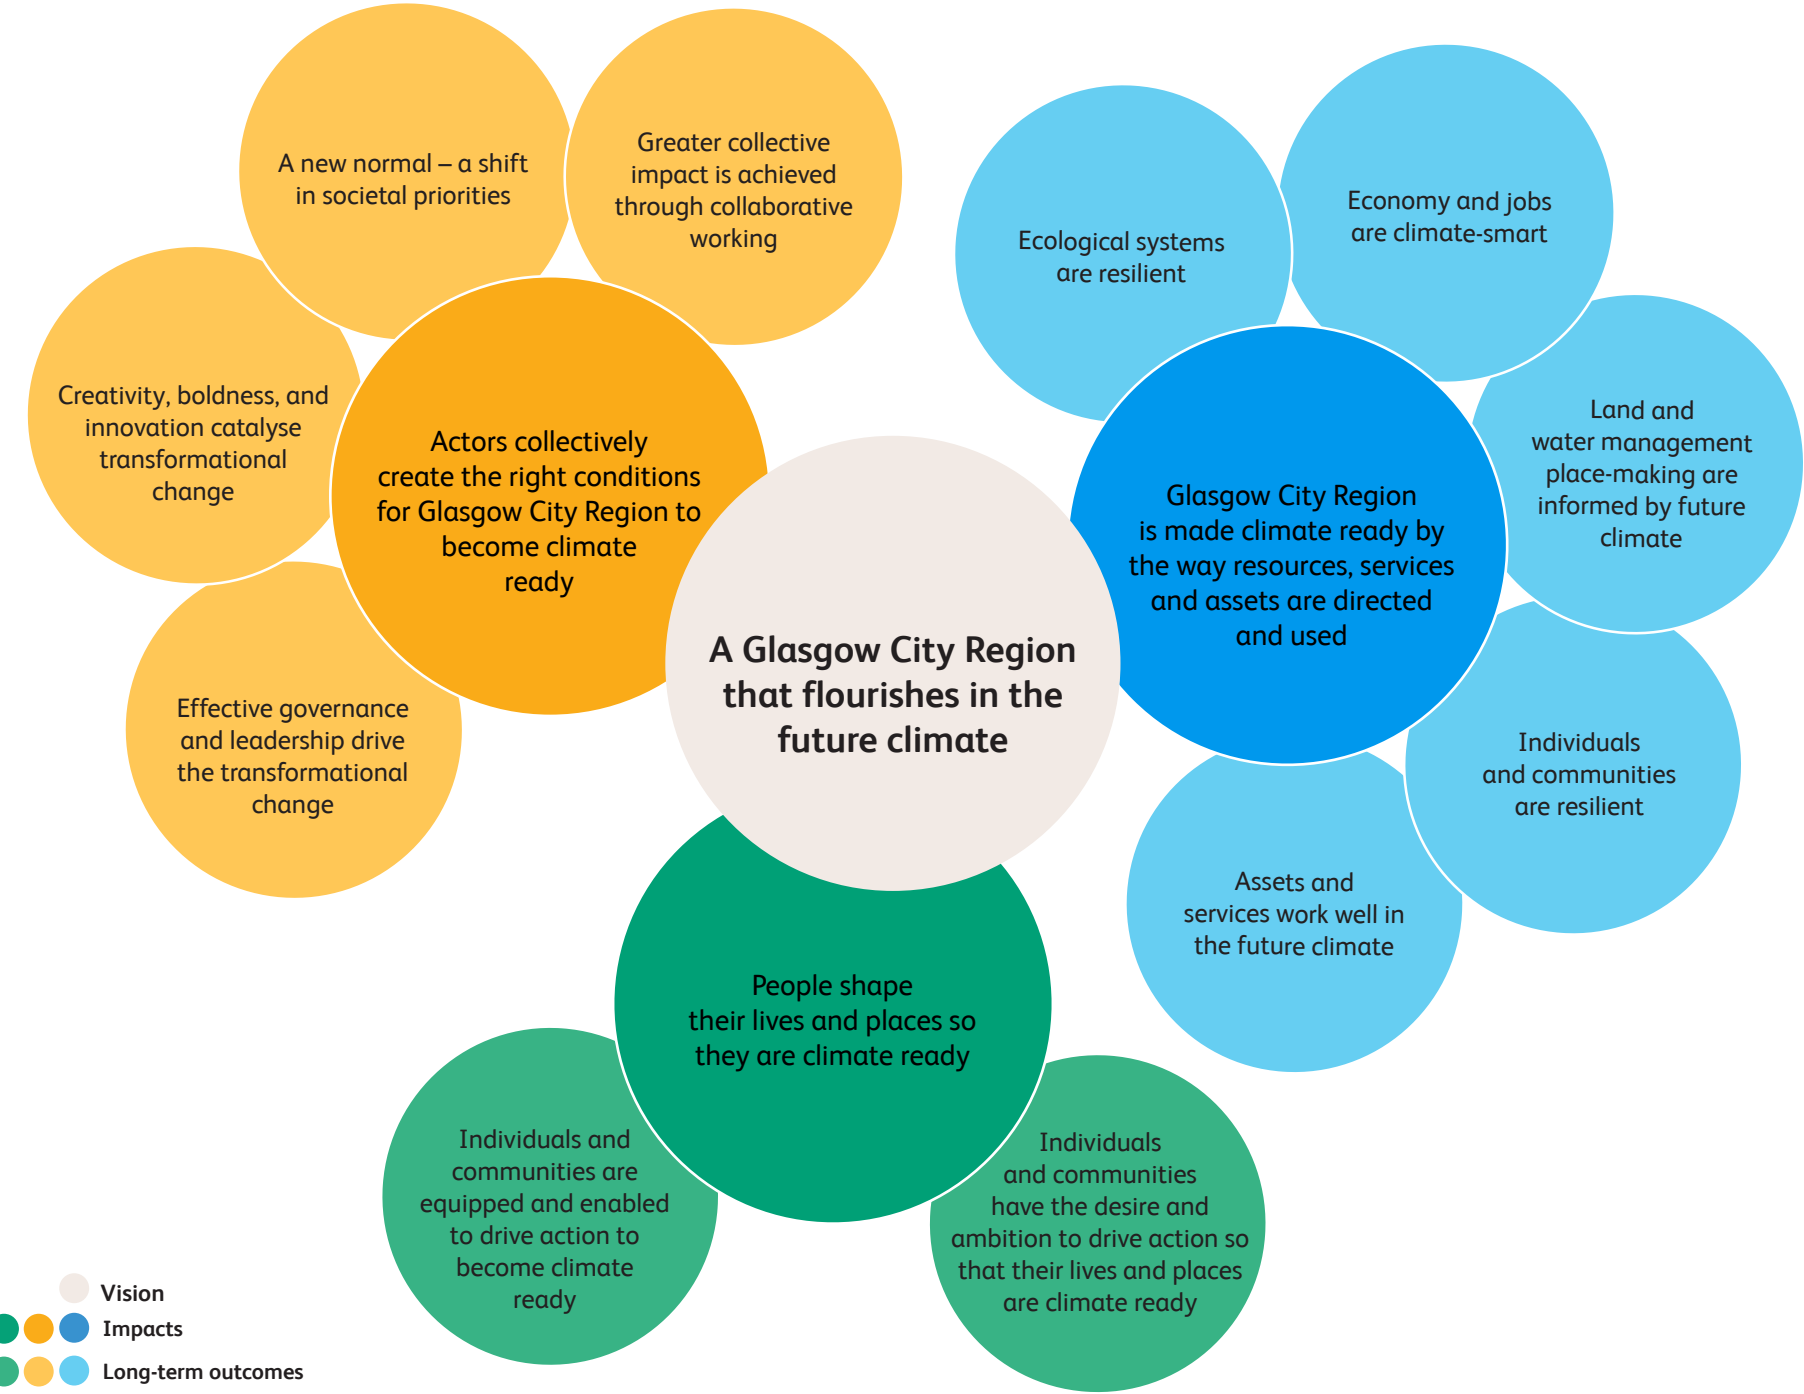 A new normal – a shift
in societal priorities
Greater collective
impact is achieved
through collaborative
working
Creativity, boldness, and
innovation catalyse
transformational
change
Effective governance
and leadership drive
the transformational
change
Actors collectively
create the right conditions
for Glasgow City Region to
become climate
ready
A Glasgow City Region
that flourishes in the
future climate
Ecological systems
are resilient
Economy and jobs
are climate-smart
Land and
water management
place-making are
informed by future
climate
Glasgow City Region
is made climate ready by
the way resources, services
and assets are directed
and used
Individuals
and communities
are resilient
Assets and
services work well in
the future climate
People shape
their lives and places so
they are climate ready
Individuals and
communities are
equipped and enabled
to drive action to
become climate
ready
Individuals
and communities
have the desire and
ambition to drive action so
that their lives and places
are climate ready
Vision
Impacts
Long-term outcomes